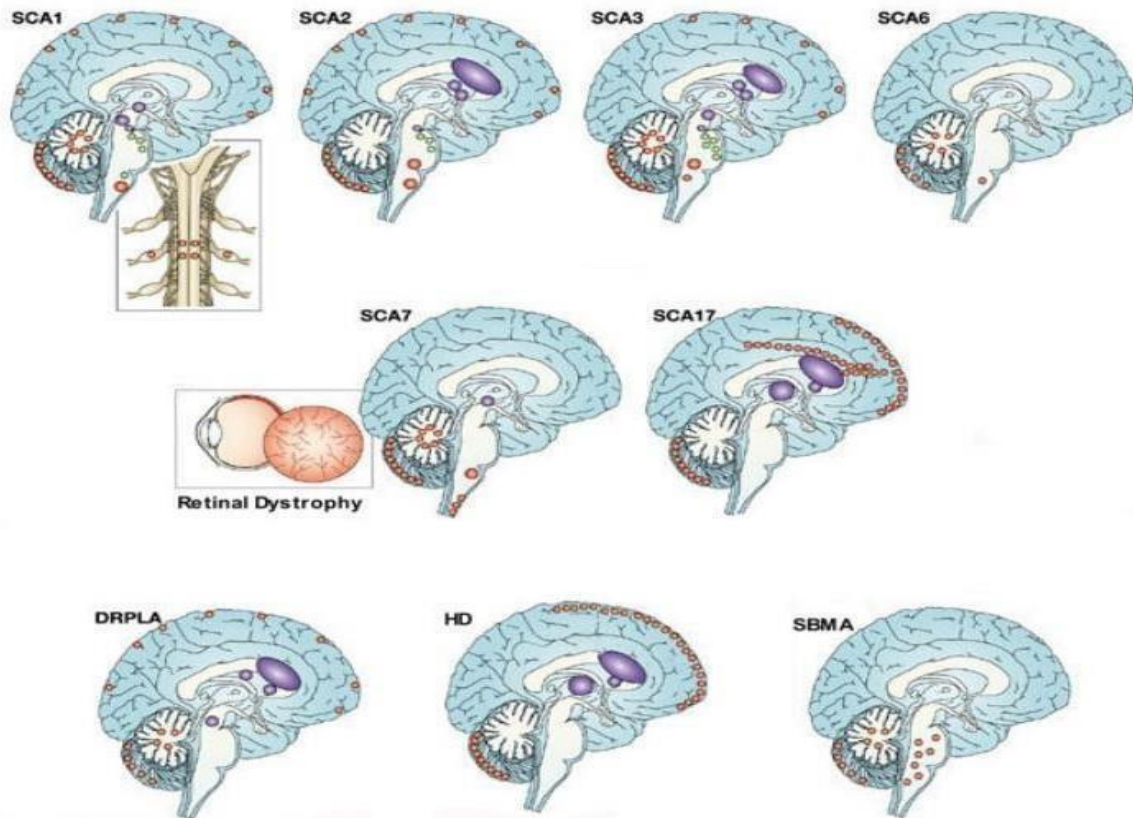 SCA1
SCA2
SCA3
SCA6
SCA7
SCA17
Retinal Dystrophy
DRPLA
HD
SBMA